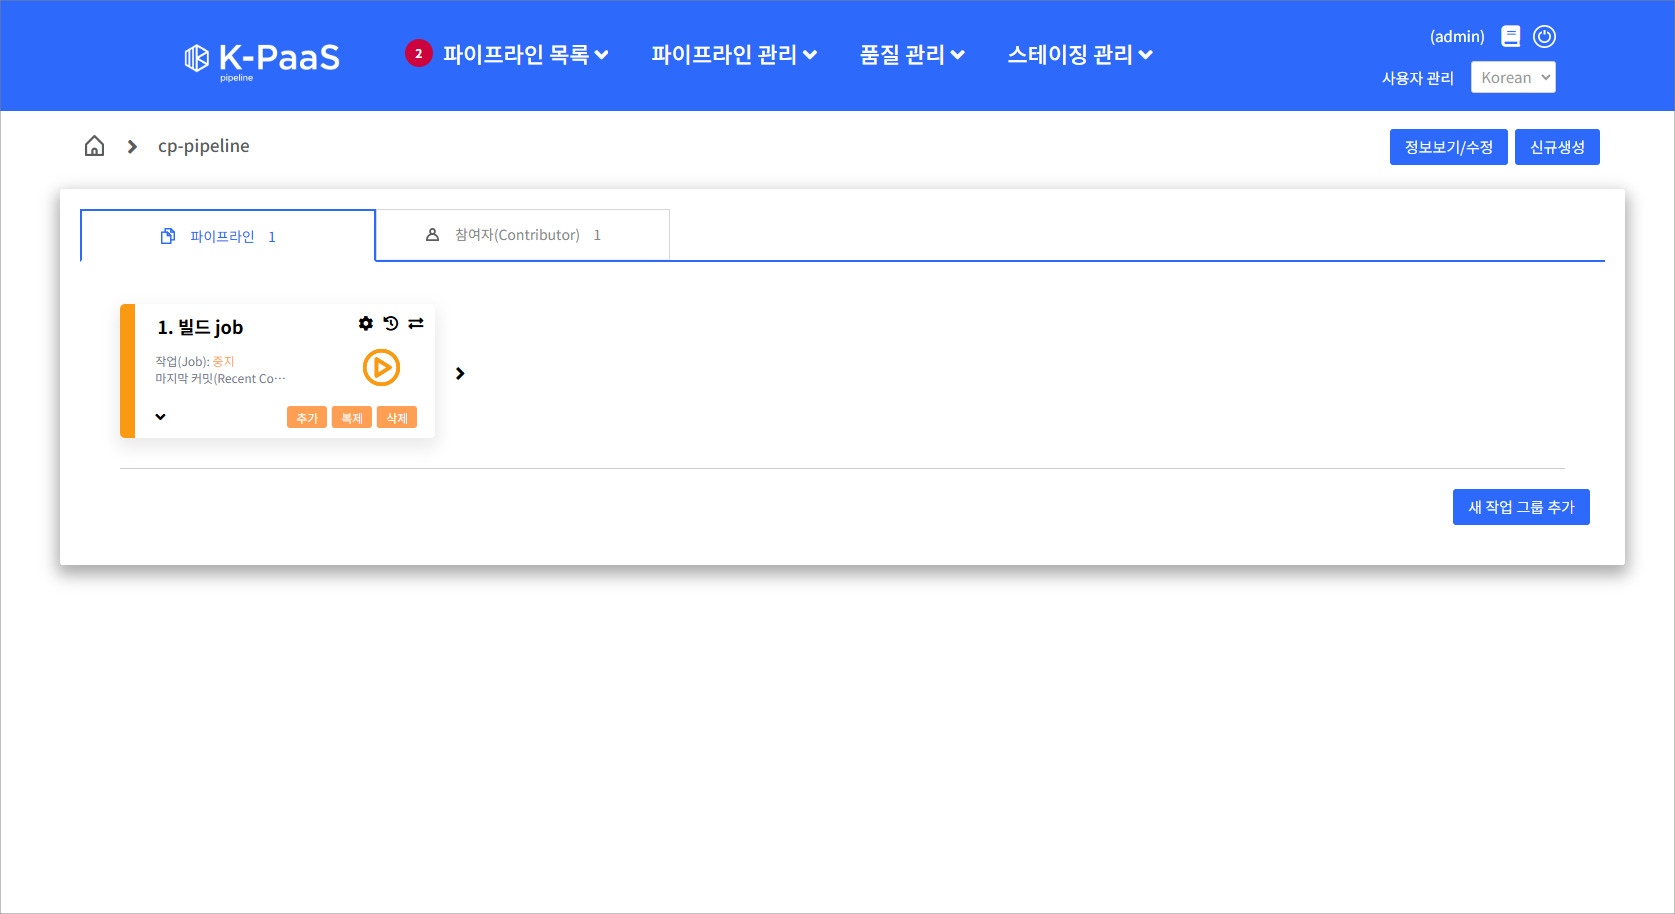 K-PaaS
pipeline
2 파이프라인 목록
파이프라인 관리
품질 관리
스테이징 관리
(admin)
사용자 관리
Korean
cp-pipeline
정보보기/수정
신규생성
파이프라인 1
참여자(Contributor) 1
1. 빌드 job
작업(Job): 중지
마지막 커밋(Recent Co…
추가
복제
삭제
새 작업 그룹 추가